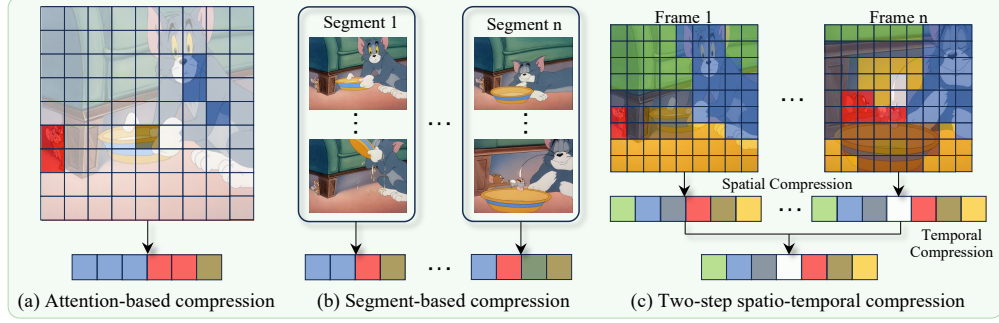 Segment 1
Segment n
Frame 1
Frame n
...
...
...
...
...
Spatial Compression
...
Temporal
Compression
...
(a) Attention-based compression
(b) Segment-based compression
(c) Two-step spatio-temporal compression